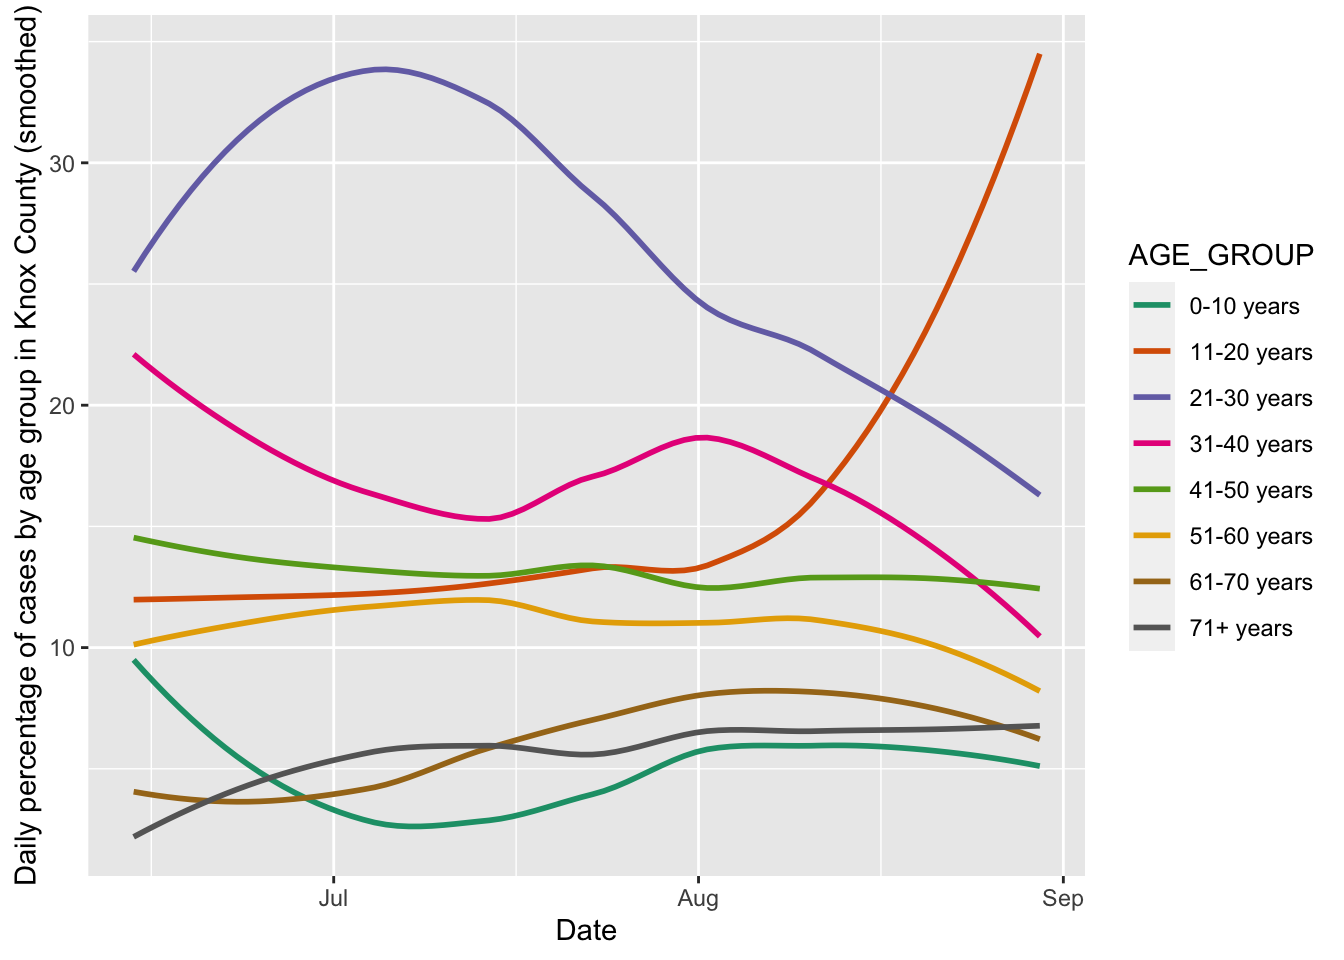 Daily percentage of cases by age group in Knox County (smoothed)
30
20
10
Jul
Aug
Sep
Date
AGE_GROUP
0-10 years
11-20 years
21-30 years
31-40 years
41-50 years
51-60 years
61-70 years
71+ years